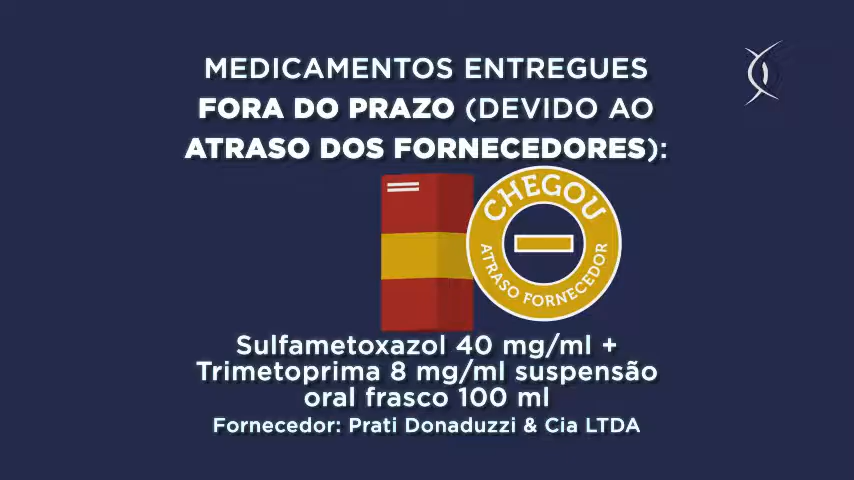 MEDICAMENTOS ENTREGUES
FORA DO PRAZO (DEVIDO AO
ATRASO DOS FORNECEDORES):
CHEGOU
ATRASO FORNECEDOR
Sulfametoxazol 40 mg/ml +
Trimetoprima 8 mg/ml suspensão
oral frasco 100 ml
Fornecedor: Prati Donaduzzi & Cia LTDA